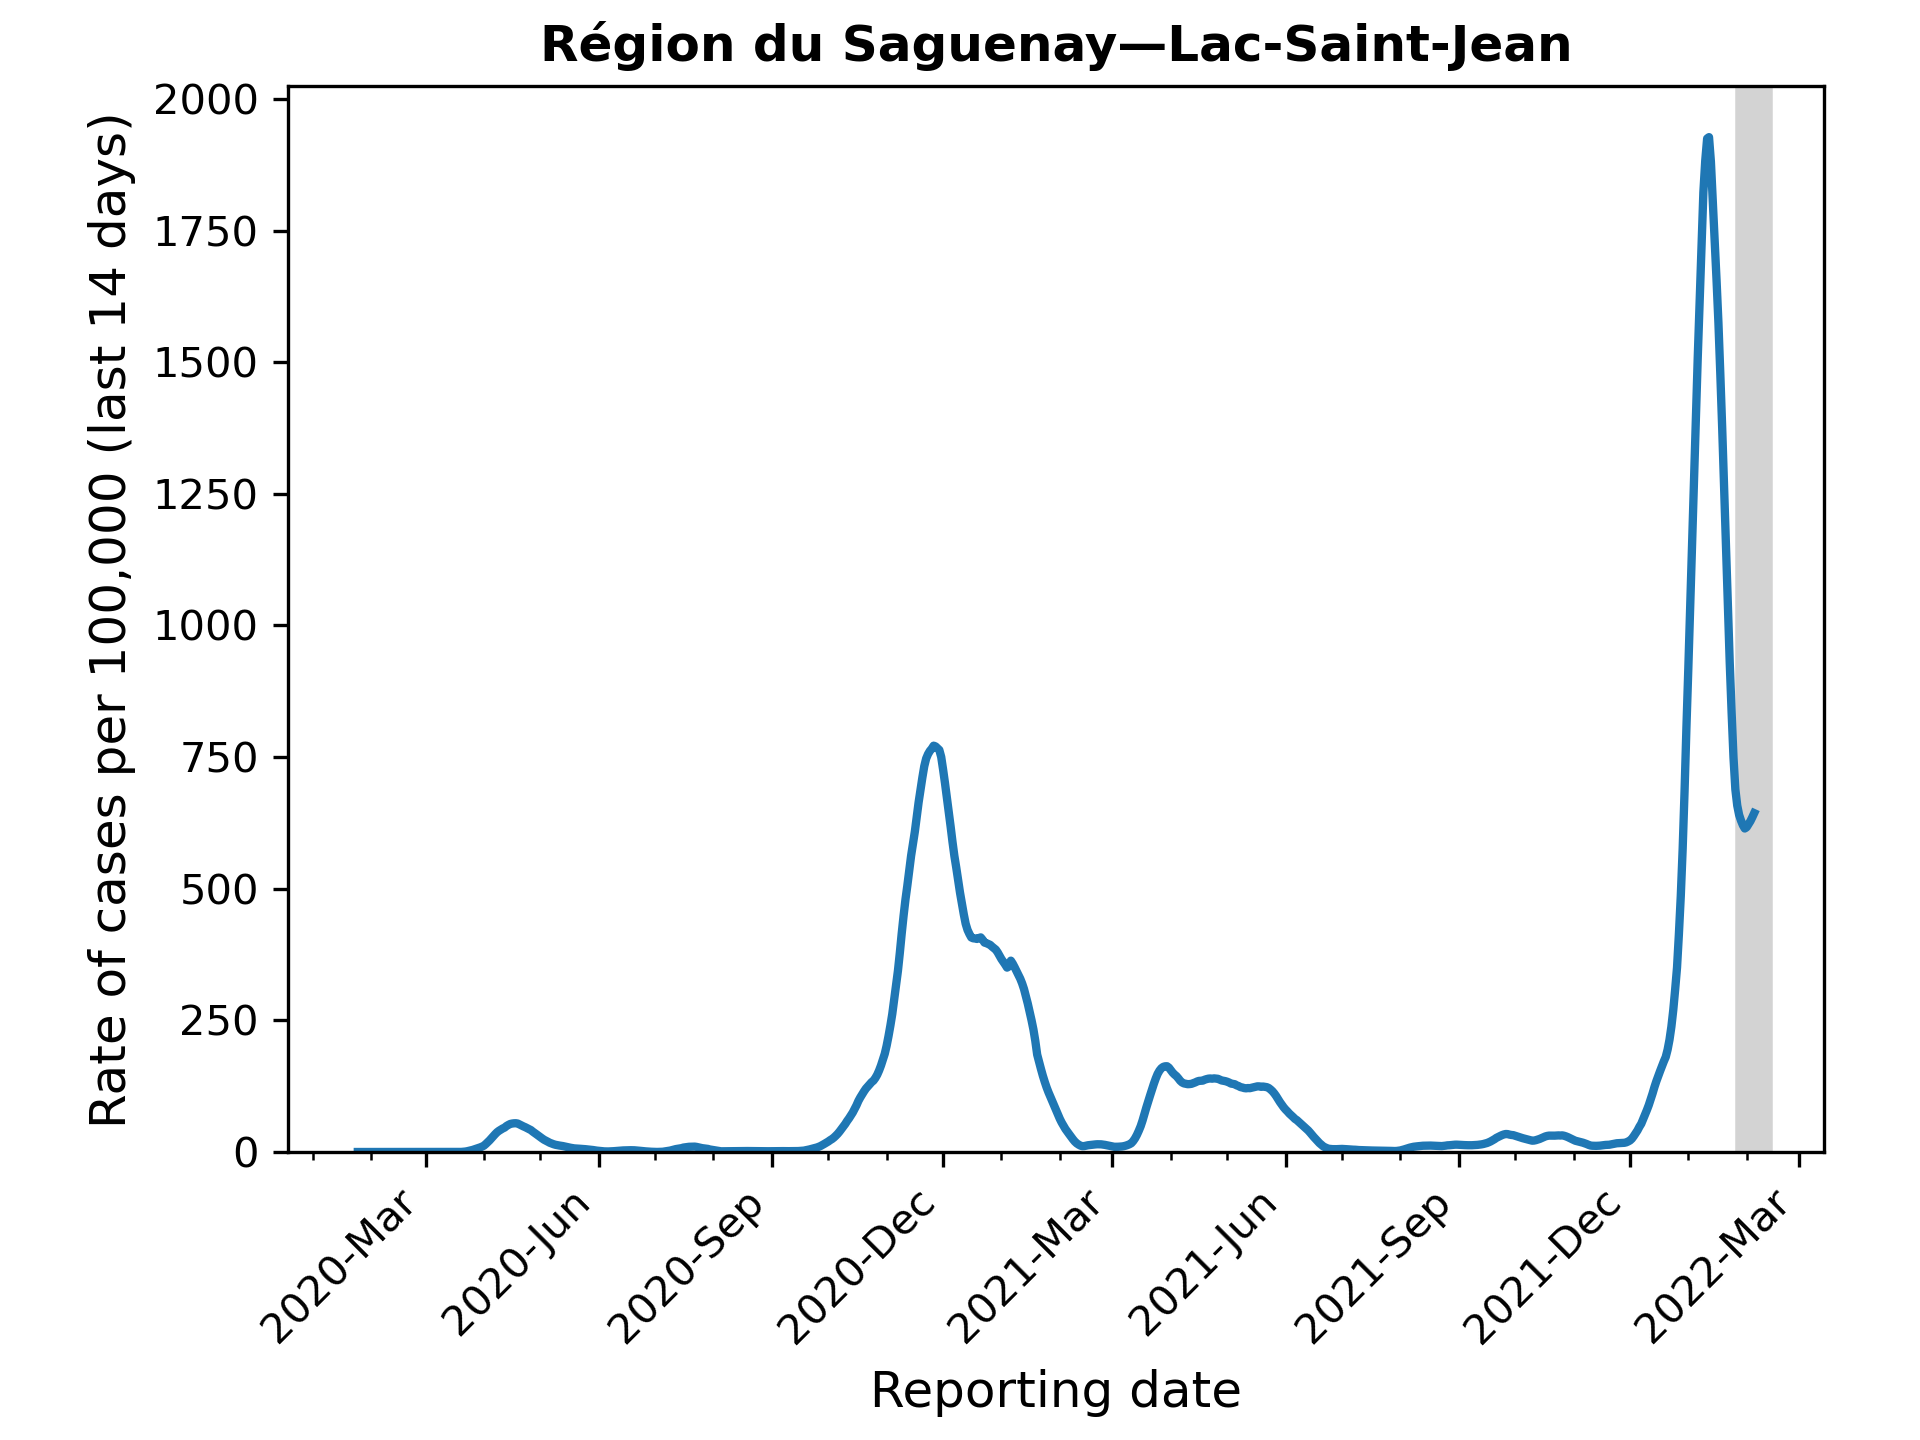 Région du Saguenay—Lac-Saint-Jean
Rate of cases per 100,000 (last 14 days)
2000
1750
1500
1250
1000
750
500
250
0
2020-Mar
2020-Jun
2020-Sep
2020-Dec
2021-Mar
2021-Jun
2021-Sep
2021-Dec
2022-Mar
Reporting date